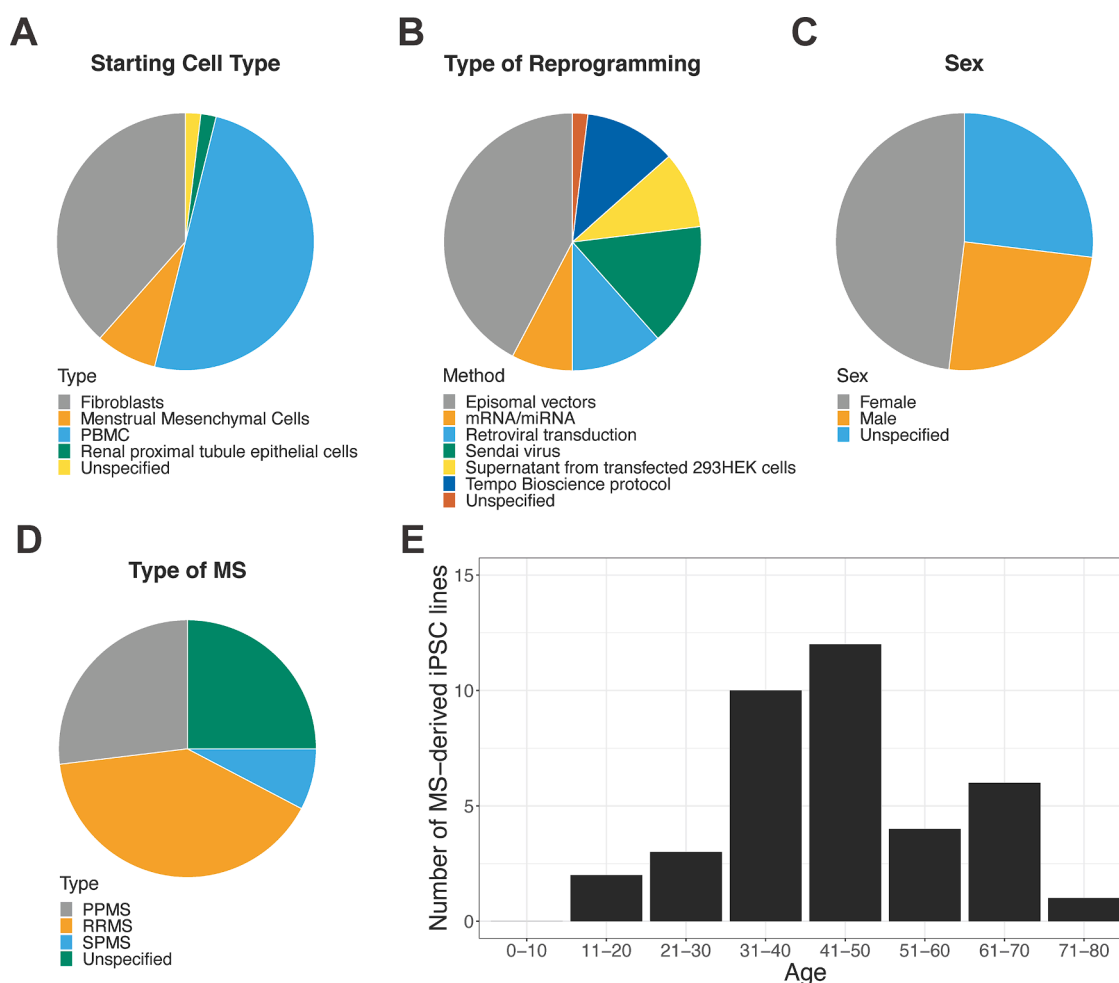 A
Starting Cell Type
Type
Fibroblasts
Menstrual Mesenchymal Cells
PBMC
Renal proximal tubule epithelial cells
Unspecified
B
Type of Reprogramming
Method
Episomal vectors
mRNA/miRNA
Retroviral transduction
Sendai virus
Supernatant from transfected 293HEK cells
Tempo Bioscience protocol
Unspecified
C
Sex
Sex
Female
Male
Unspecified
D
Type of MS
Type
PPMS
RRMS
SPMS
Unspecified
E
Number of MS−derived iPSC lines
15
10
5
0
0−10 11−20 21−30 31−40 41−50 51−60 61−70 71−80
Age